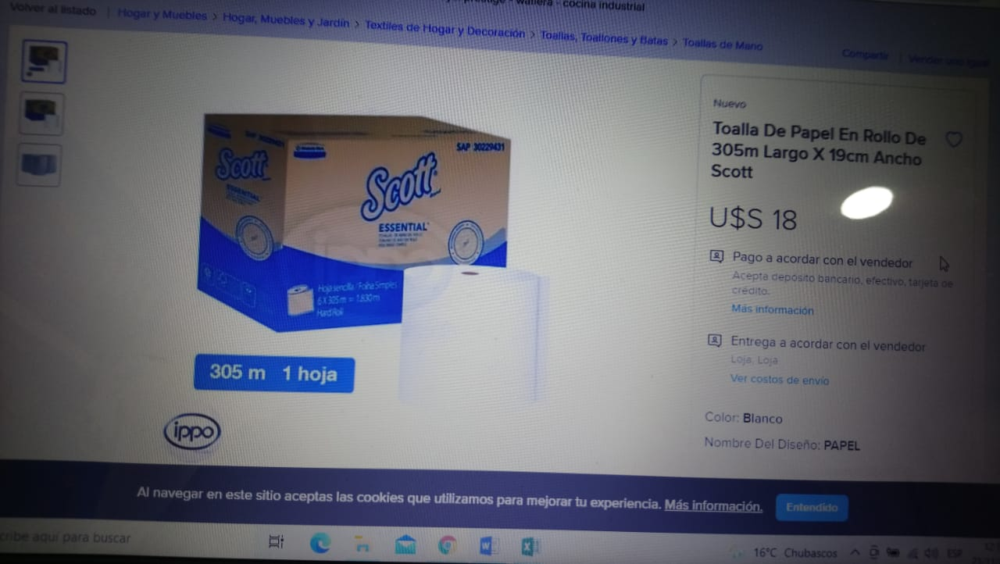 cocina industrial
Volver al listado | Hogar y Muebles > Hogar, Muebles y Jardín > Textiles de Hogar y Decoración > Toallas, Toallones y Batas > Toallas de Mano
Compartir | Vender uno igual
Nuevo
Toalla De Papel En Rollo De
305m Largo X 19cm Ancho
Scott
U$S 18
Pago a acordar con el vendedor
Acepta depósito bancario, efectivo, tarjeta de
crédito.
Más información
Entrega a acordar con el vendedor
Loja, Loja
Ver costos de envío
Color: Blanco
Nombre Del Diseño: PAPEL
SAP 30229431
Scott
ESSENTIAL
Scott
ESSENTIAL
Hoja sencilla / Folha Simples
6 X 305 m = 1.830 m
Hard Roll
ippo
305 m 1 hoja
ippo
Al navegar en este sitio aceptas las cookies que utilizamos para mejorar tu experiencia. Más información.
Entendido
cribe aquí para buscar
16°C Chubascos
ESP